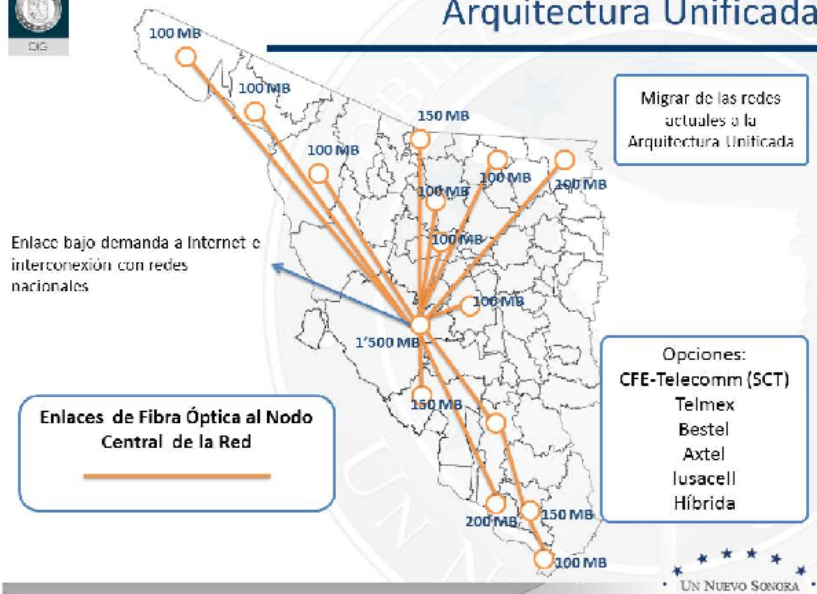 Arquitectura Unificada
CIG
100 MB
100 MB
150 MB
Migrar de las redes
actuales a la
Arquitectura Unificada
100 MB
100 MB
100 MB
100 MB
100 MB
Enlace bajo demanda a Internet e
interconexión con redes
nacionales
100 MB
1'500 MB
Opciones:
CFE-Telecomm (SCT)
Telmex
Bestel
Axtel
Iusacell
Híbrida
150 MB
Enlaces de Fibra Óptica al Nodo
Central de la Red
200 MB
150 MB
100 MB
UN NUEVO SONORA